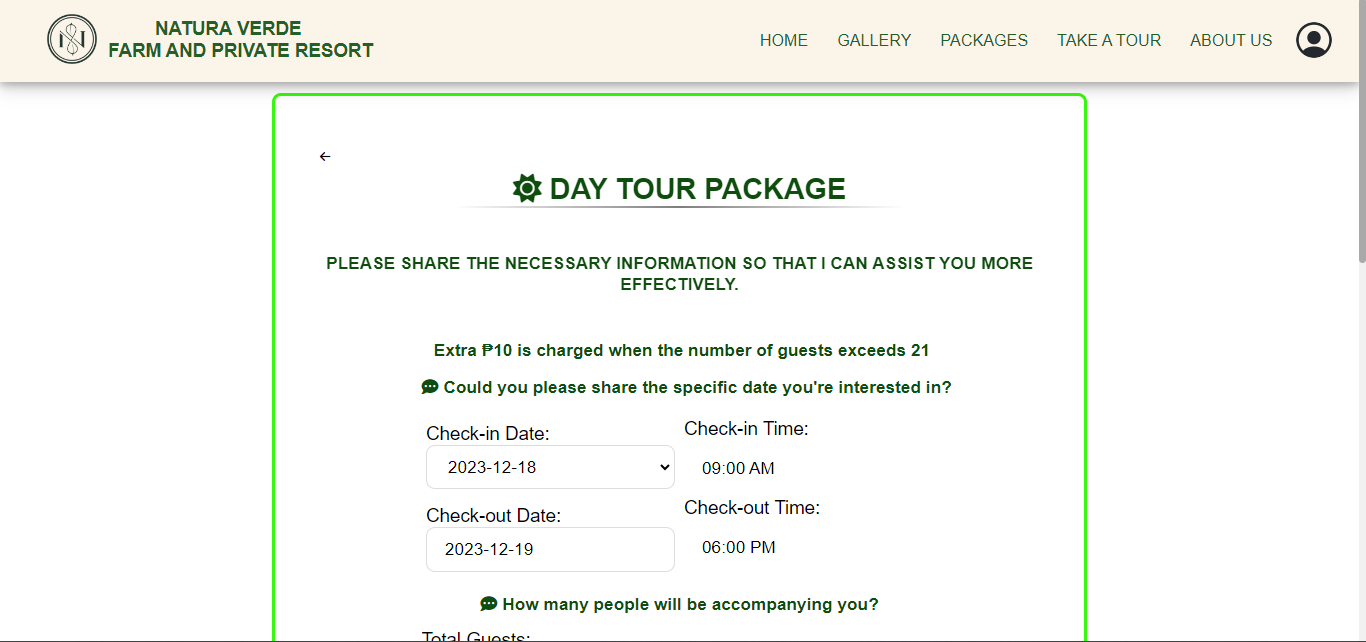 NATURA VERDE
FARM AND PRIVATE RESORT
HOME GALLERY PACKAGES TAKE A TOUR ABOUT US
←
DAY TOUR PACKAGE
PLEASE SHARE THE NECESSARY INFORMATION SO THAT I CAN ASSIST YOU MORE
EFFECTIVELY.
Extra ₱10 is charged when the number of guests exceeds 21
Could you please share the specific date you're interested in?
Check-in Date:
Check-in Time:
2023-12-18
09:00 AM
Check-out Date:
Check-out Time:
2023-12-19
06:00 PM
How many people will be accompanying you?
Total Guests: